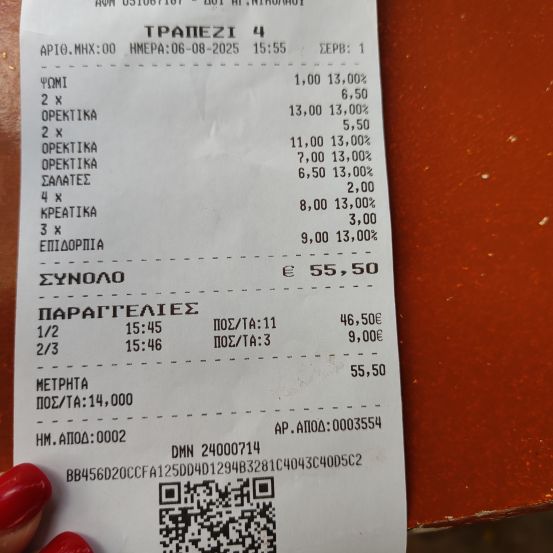 ΑΦΜ 051067187 - ΔΟΥ ΑΓ.ΝΙΚΟΛΑΟΥ
ΤΡΑΠΕΖΙ 4
ΑΡΙΘ.ΜΗΧ:00 ΗΜΕΡΑ:06-08-2025 15:55 ΣΕΡΒ: 1
ΨΩΜΙ 1,00 13,00%
2 x 6,50
ΟΡΕΚΤΙΚΑ 13,00 13,00%
2 x 5,50
ΟΡΕΚΤΙΚΑ 11,00 13,00%
ΟΡΕΚΤΙΚΑ 7,00 13,00%
ΣΑΛΑΤΕΣ 6,50 13,00%
4 x 2,00
ΚΡΕΑΤΙΚΑ 8,00 13,00%
3 x 3,00
ΕΠΙΔΟΡΠΙΑ 9,00 13,00%
ΣΥΝΟΛΟ € 55,50
ΠΑΡΑΓΓΕΛΙΕΣ
1/2 15:45 ΠΟΣ/ΤΑ:11 46,50€
2/3 15:46 ΠΟΣ/ΤΑ:3 9,00€
ΜΕΤΡΗΤΑ 55,50
ΠΟΣ/ΤΑ:14,000
ΗΜ.ΑΠΟΔ:0002 ΑΡ.ΑΠΟΔ:0003554
DMN 24000714
BB456D20CCFA125DD4D1294B3281C4043C40D5C2